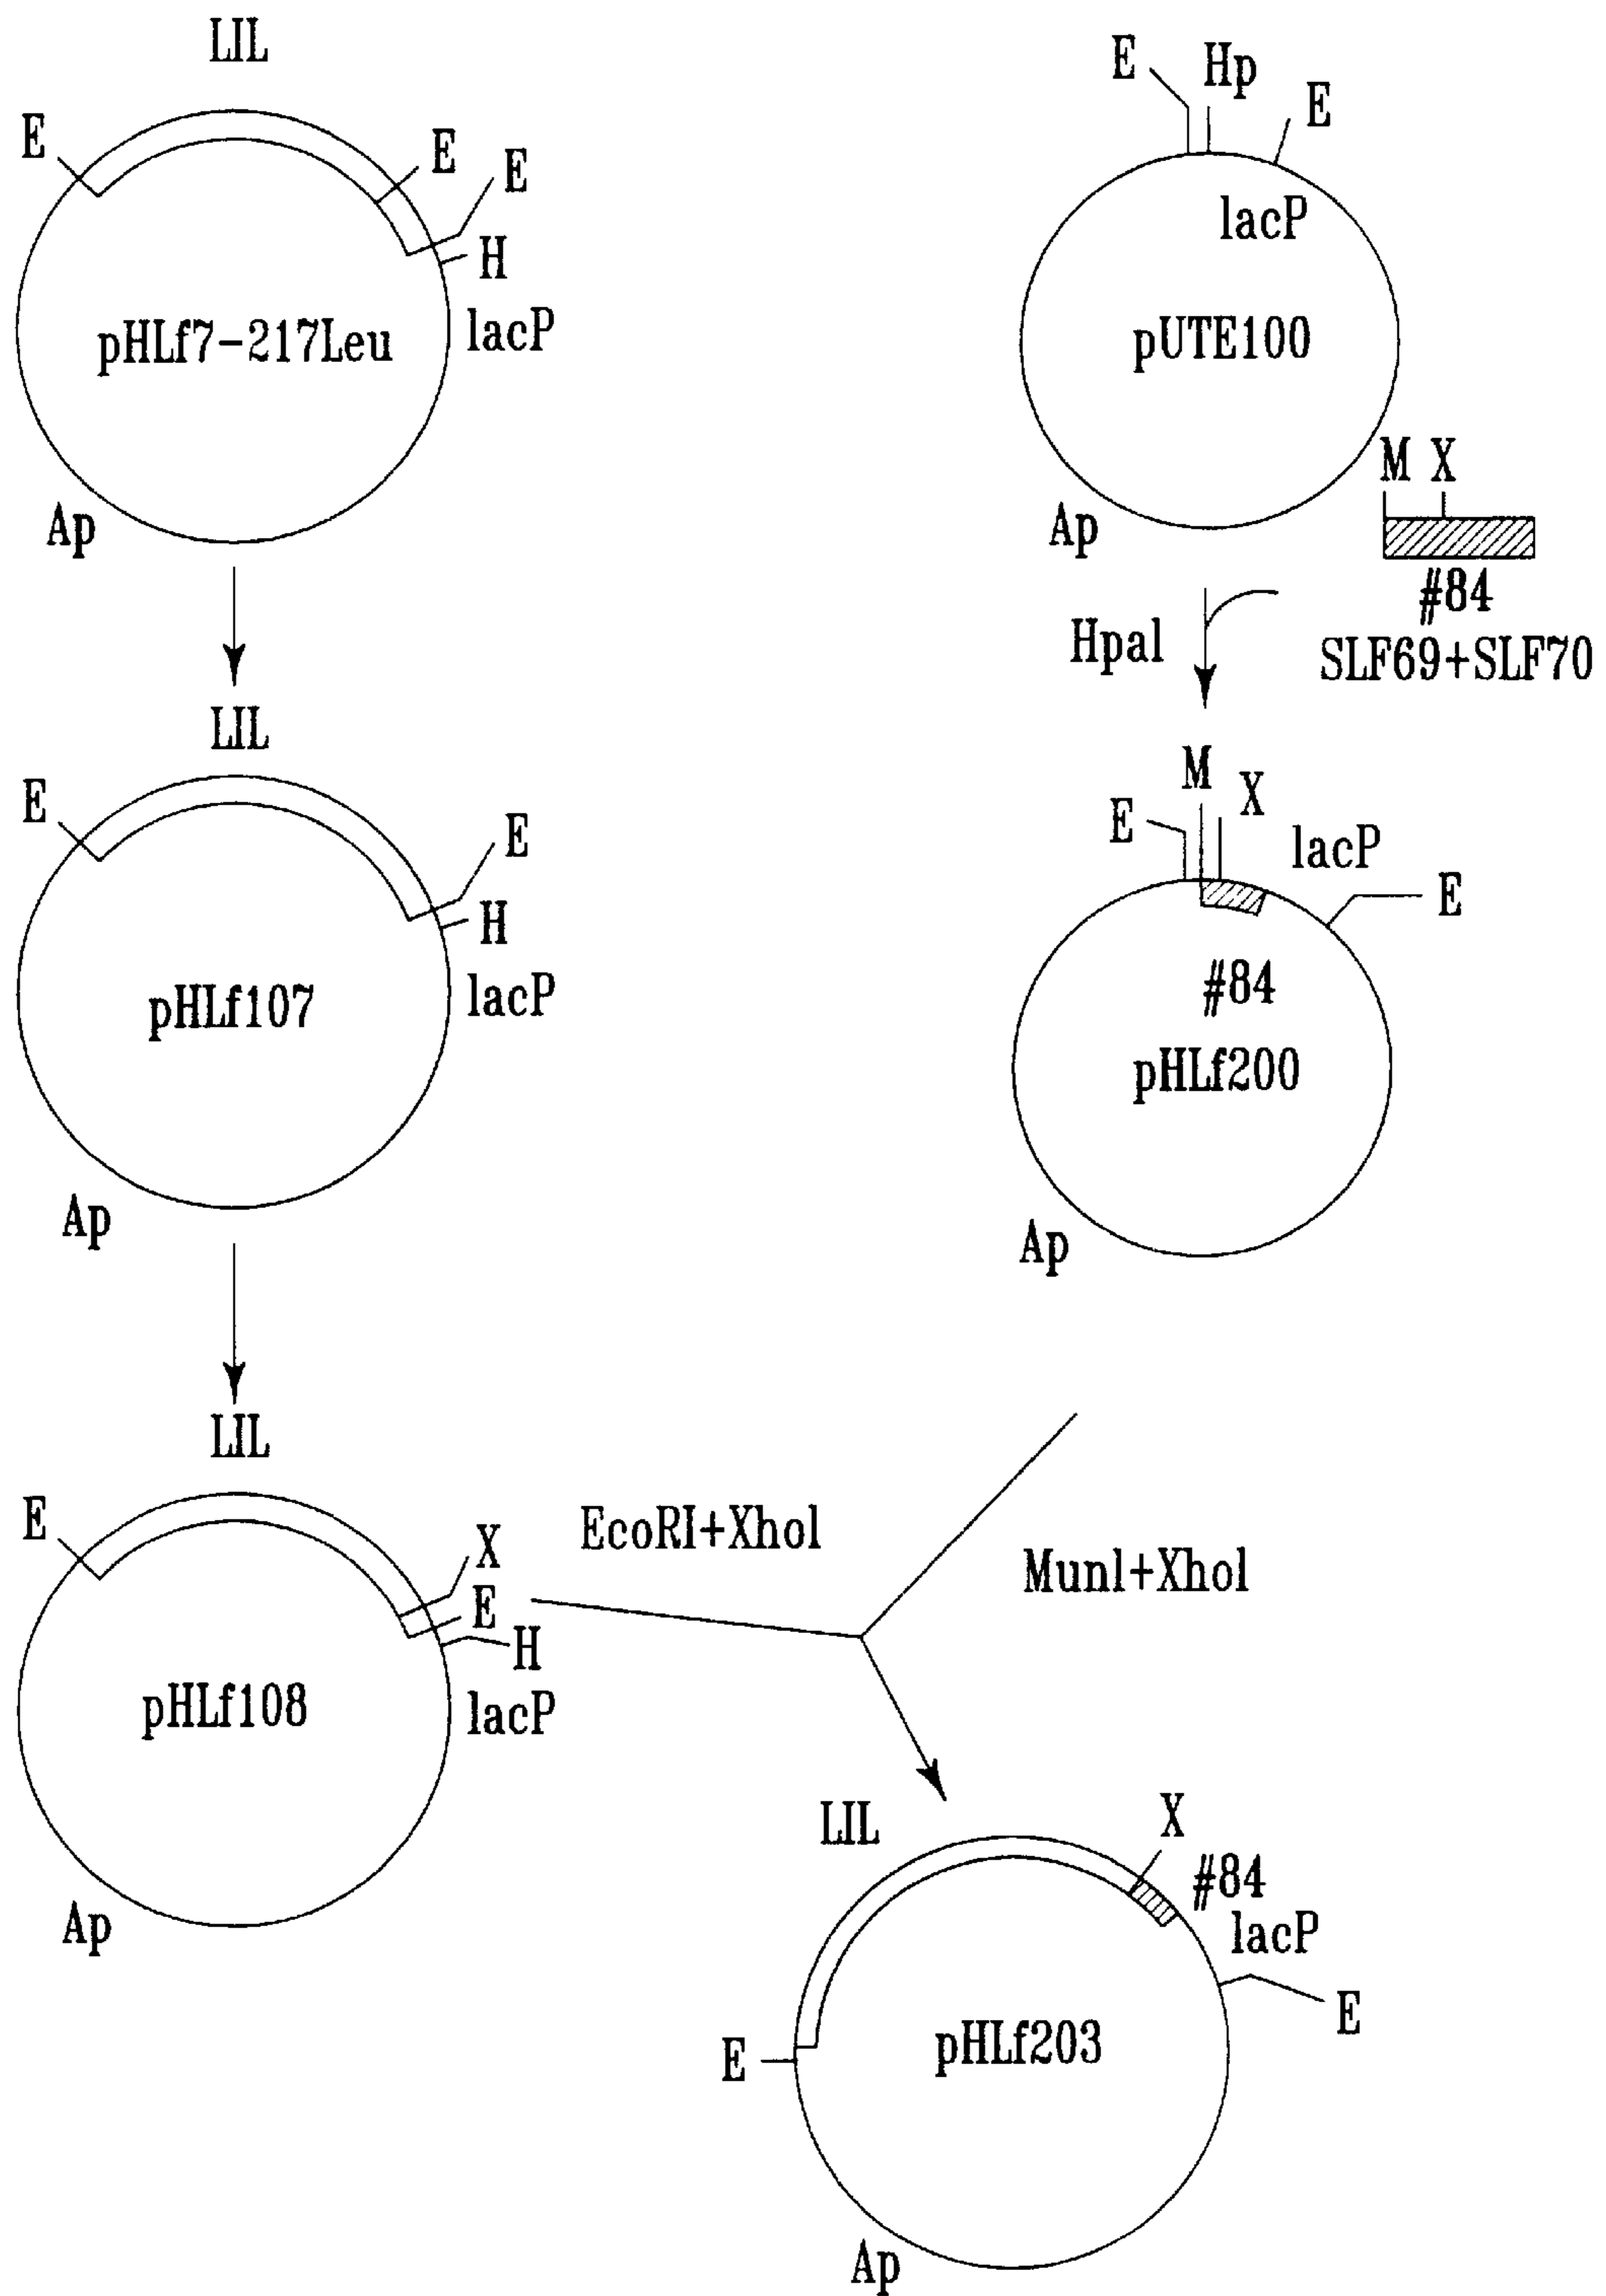 LIL
E
E
E
H
pHLf7-217Leu
lacP
Ap
E
Hp
E
lacP
pUTE100
Ap
M X
#84
SLF69+SLF70
HpaI
LIL
E
E
H
pHLf107
lacP
Ap
M
X
E
lacP
E
#84
pHLf200
Ap
LIL
E
X
E
H
pHLf108
lacP
Ap
EcoRI+XhoI
MunI+XhoI
LIL
X
#84
lacP
E
E
pHLf203
Ap